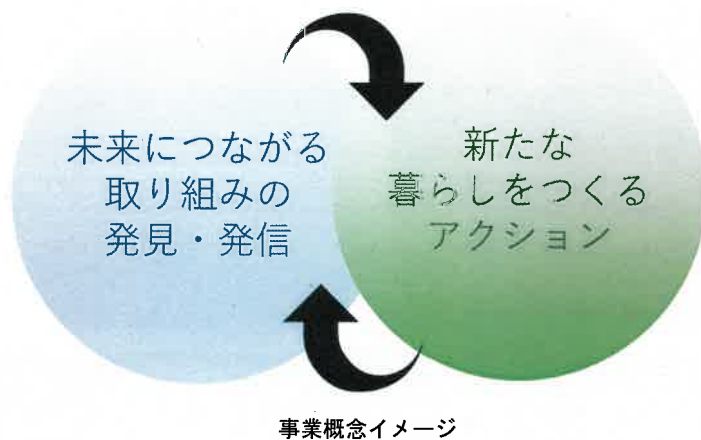 未来につながる
取り組みの
発見・発信
新たな
暮らしをつくる
アクション
事業概念イメージ